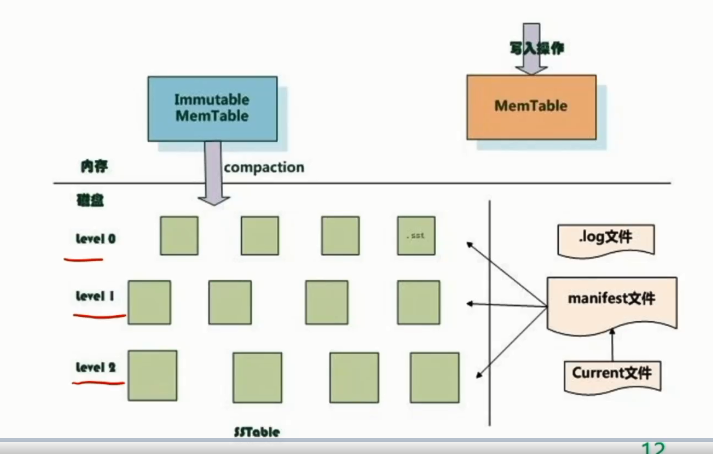 写入操作
Immutable
MemTable
MemTable
内存
compaction
磁盘
Level 0
.sst
.log文件
Level 1
manifest文件
Level 2
Current文件
SSTable
12